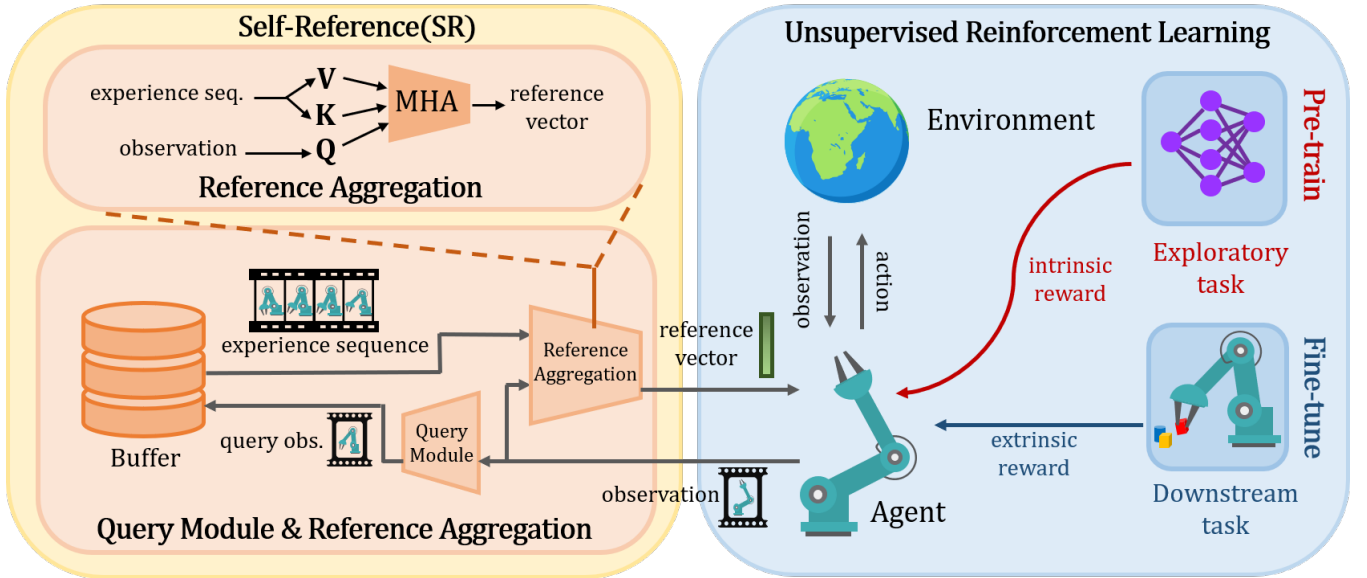 Self-Reference(SR)
experience seq.
V
K
observation
Q
MHA
reference
vector
Reference Aggregation
experience sequence
Reference
Aggregation
Buffer
query obs.
Query
Module
Query Module & Reference Aggregation
reference
vector
observation
Unsupervised Reinforcement Learning
Environment
observation
action
Agent
intrinsic
reward
extrinsic
reward
Exploratory
task
Pre-train
Downstream
task
Fine-tune